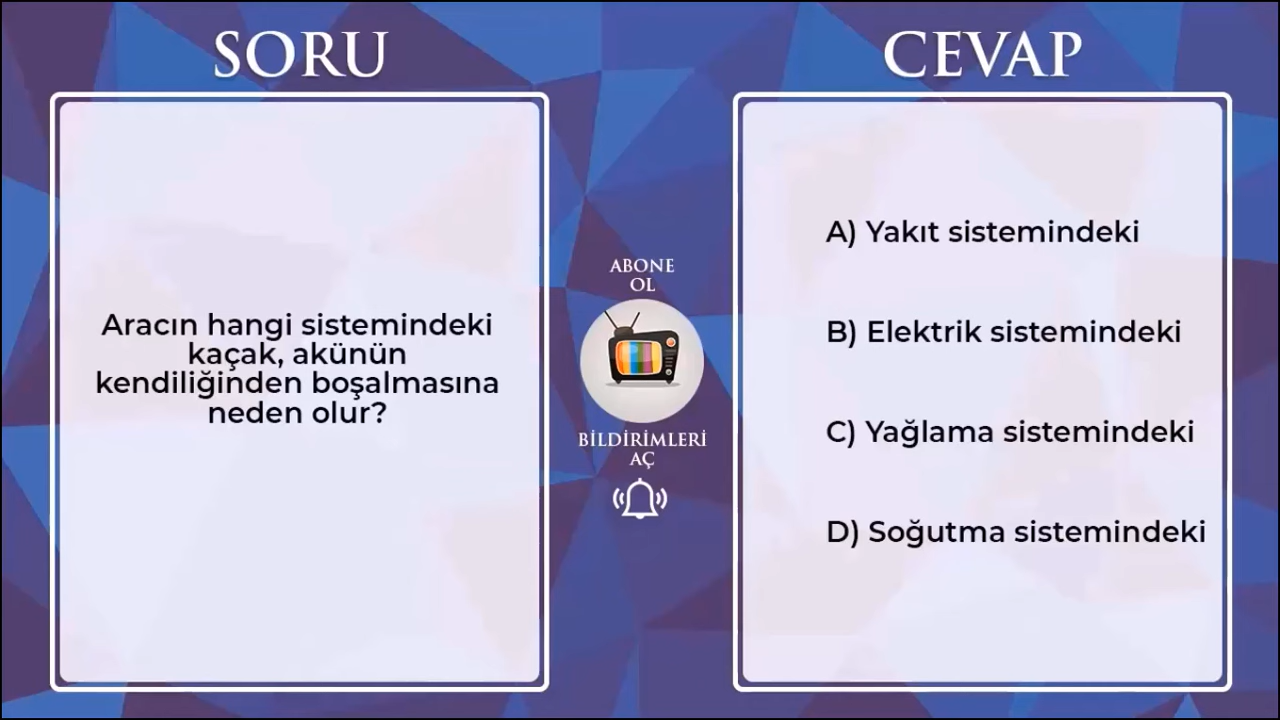 SORU
Aracın hangi sistemindeki
kaçak, akünün
kendiliğinden boşalmasına
neden olur?
ABONE
OL
BİLDİRİMLERİ
AÇ
CEVAP
A) Yakıt sistemindeki
B) Elektrik sistemindeki
C) Yağlama sistemindeki
D) Soğutma sistemindeki